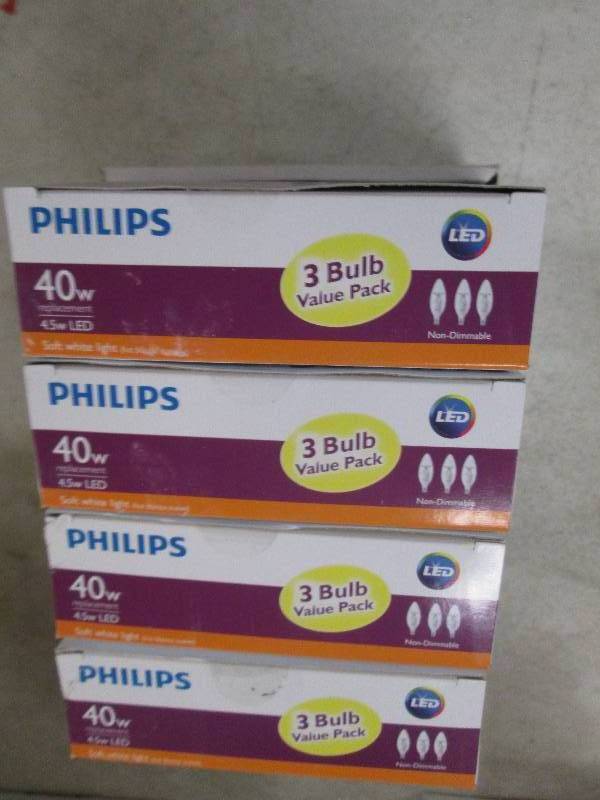 PHILIPS
LED
3 Bulb
Value Pack
40w
replacement
4.5w LED
Non-Dimmable
Soft white light
PHILIPS
LED
3 Bulb
Value Pack
40w
replacement
4.5w LED
Non-Dimmable
Soft white light
PHILIPS
LED
3 Bulb
Value Pack
40w
replacement
4.5w LED
Non-Dimmable
Soft white light
PHILIPS
LED
3 Bulb
Value Pack
40w
replacement
4.5w LED
Non-Dimmable
Soft white light